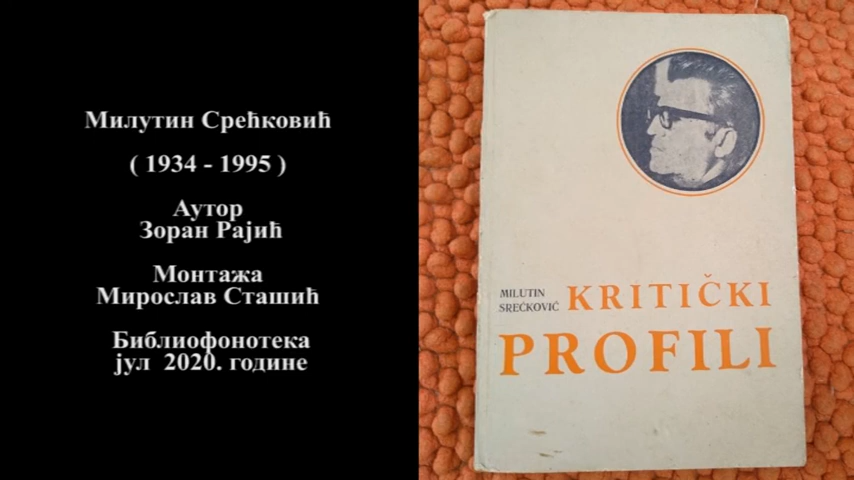 Милутин Срећковић
( 1934 - 1995 )
Аутор
Зоран Рајић
Монтажа
Мирослав Сташић
Библиофонотека
јул 2020. године
MILUTIN
SREĆKOVIĆ
KRITIČKI
PROFILI